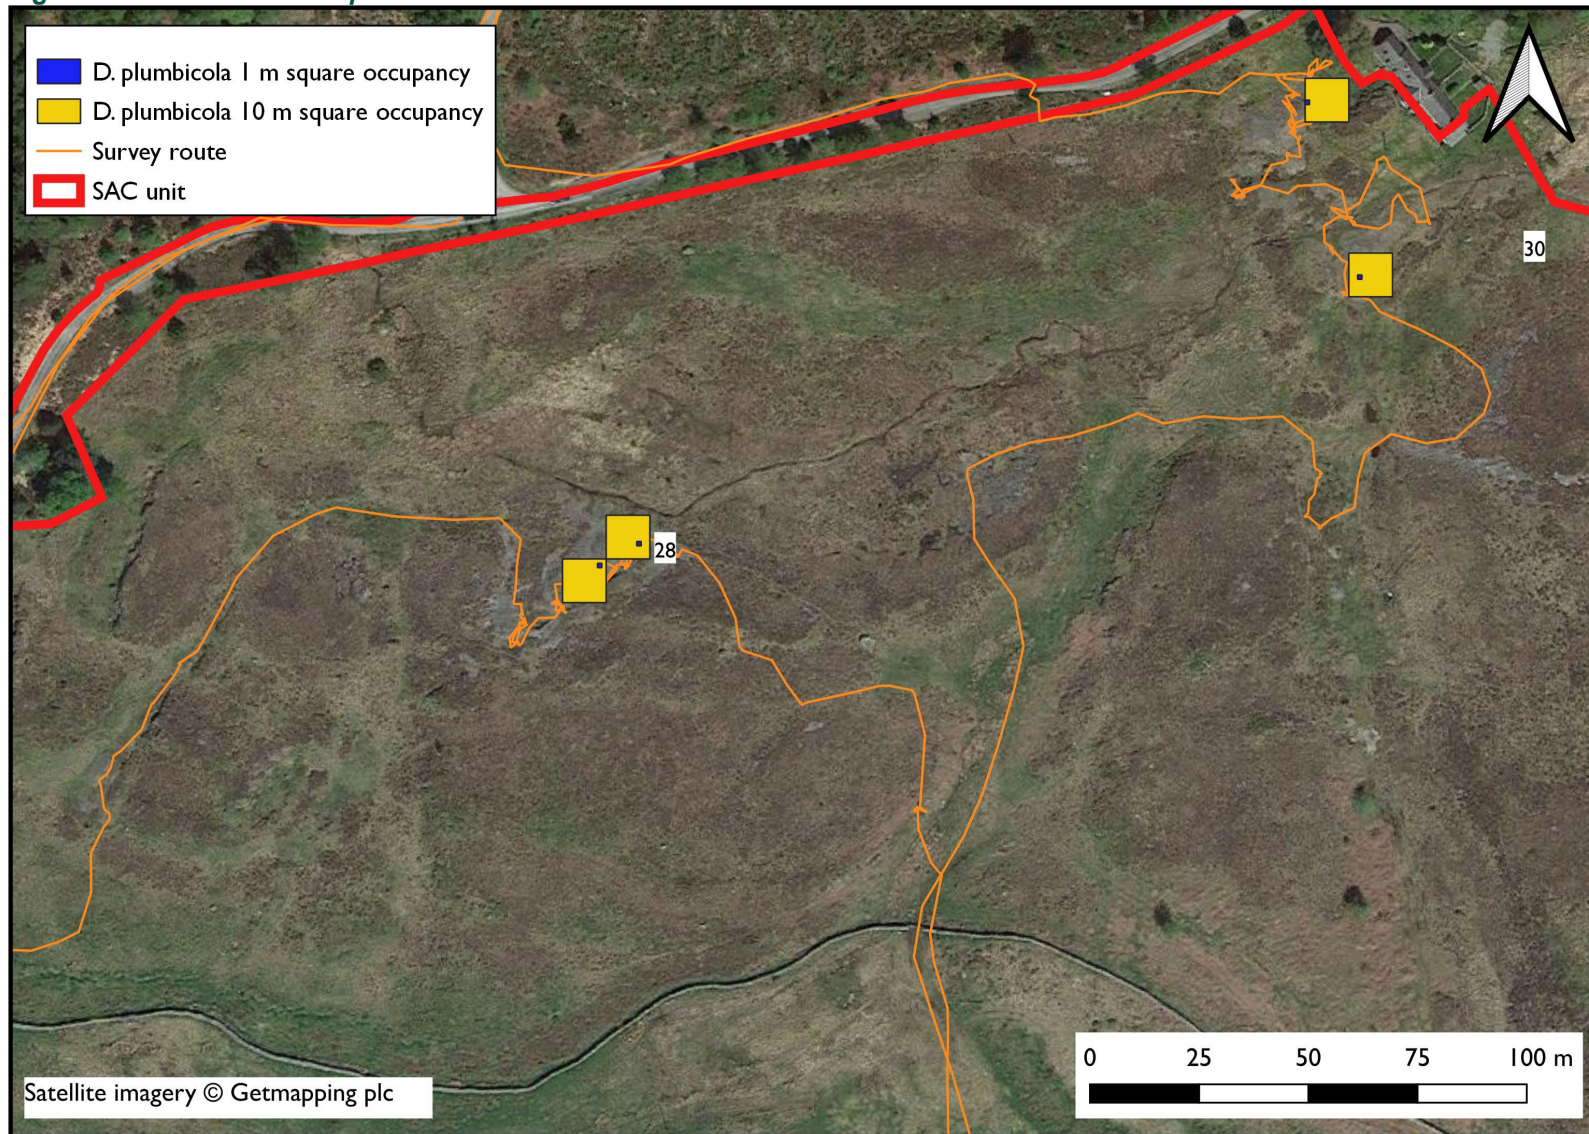 D. plumbicola 1 m square occupancy
D. plumbicola 10 m square occupancy
Survey route
SAC unit
30
28
0 25 50 75 100 m
Satellite imagery © Getmapping plc